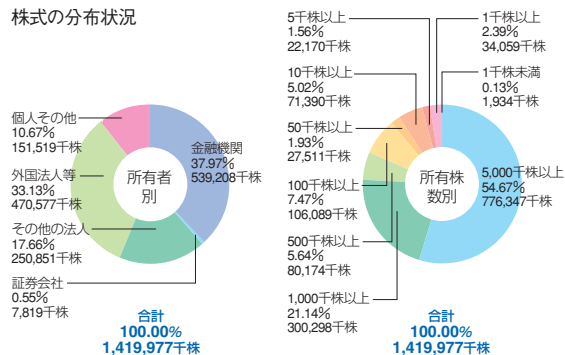 株式の分布状況
個人その他
10.67%
151,519千株
外国法人等
33.13%
470,577千株
その他の法人
17.66%
250,851千株
証券会社
0.55%
7,819千株
金融機関
37.97%
539,208千株
所有者
別
合計
100.00%
1,419,977千株
5千株以上
1.56%
22,170千株
10千株以上
5.02%
71,390千株
50千株以上
1.93%
27,511千株
100千株以上
7.47%
106,089千株
500千株以上
5.64%
80,174千株
1,000千株以上
21.14%
300,298千株
1千株以上
2.39%
34,059千株
1千株未満
0.13%
1,934千株
5,000千株以上
54.67%
776,347千株
所有株
数別
合計
100.00%
1,419,977千株